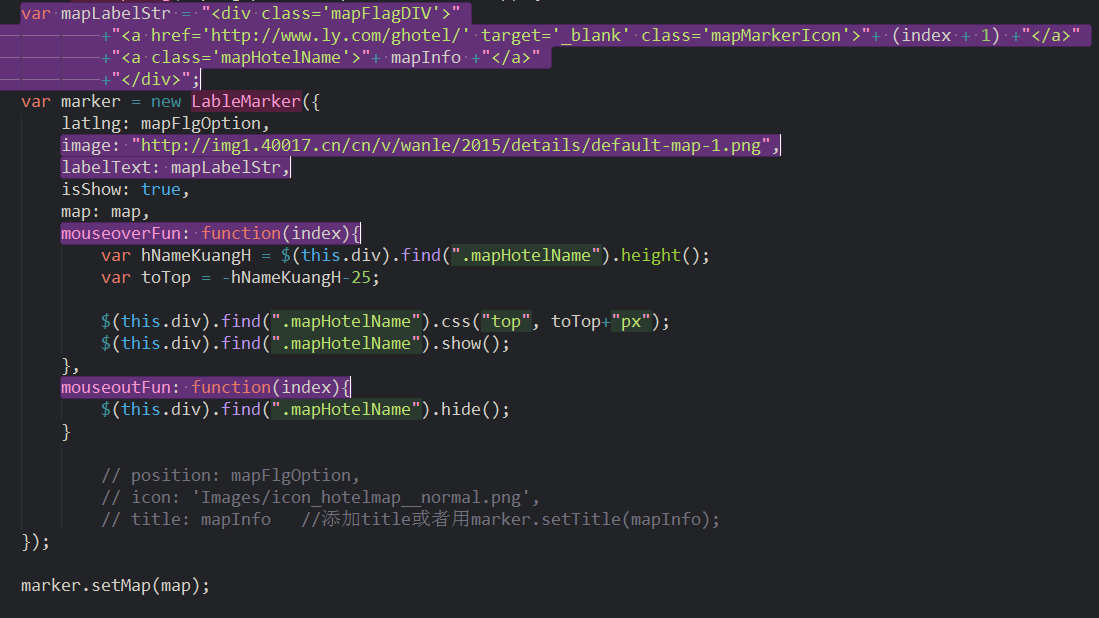 var mapLabelStr = "<div class='mapFlagDIV'>"
+"<a href='http://www.ly.com/ghotel/' target='_blank' class='mapMarkerIcon'>"+ (index + 1) +"</a>"
+"<a class='mapHotelName'>"+ mapInfo +"</a>"
+"</div>";
var marker = new LableMarker({
latlng: mapFlgOption,
image: "http://img1.40017.cn/cn/v/wanle/2015/details/default-map-1.png",
labelText: mapLabelStr,
isShow: true,
map: map,
mouseoverFun: function(index){
var hNameKuangH = $(this.div).find(".mapHotelName").height();
var toTop = -hNameKuangH-25;
$(this.div).find(".mapHotelName").css("top", toTop+"px");
$(this.div).find(".mapHotelName").show();
},
mouseoutFun: function(index){
$(this.div).find(".mapHotelName").hide();
}
// position: mapFlgOption,
// icon: 'Images/icon_hotelmap__normal.png',
// title: mapInfo   //添加title或者用marker.setTitle(mapInfo);
});
marker.setMap(map);